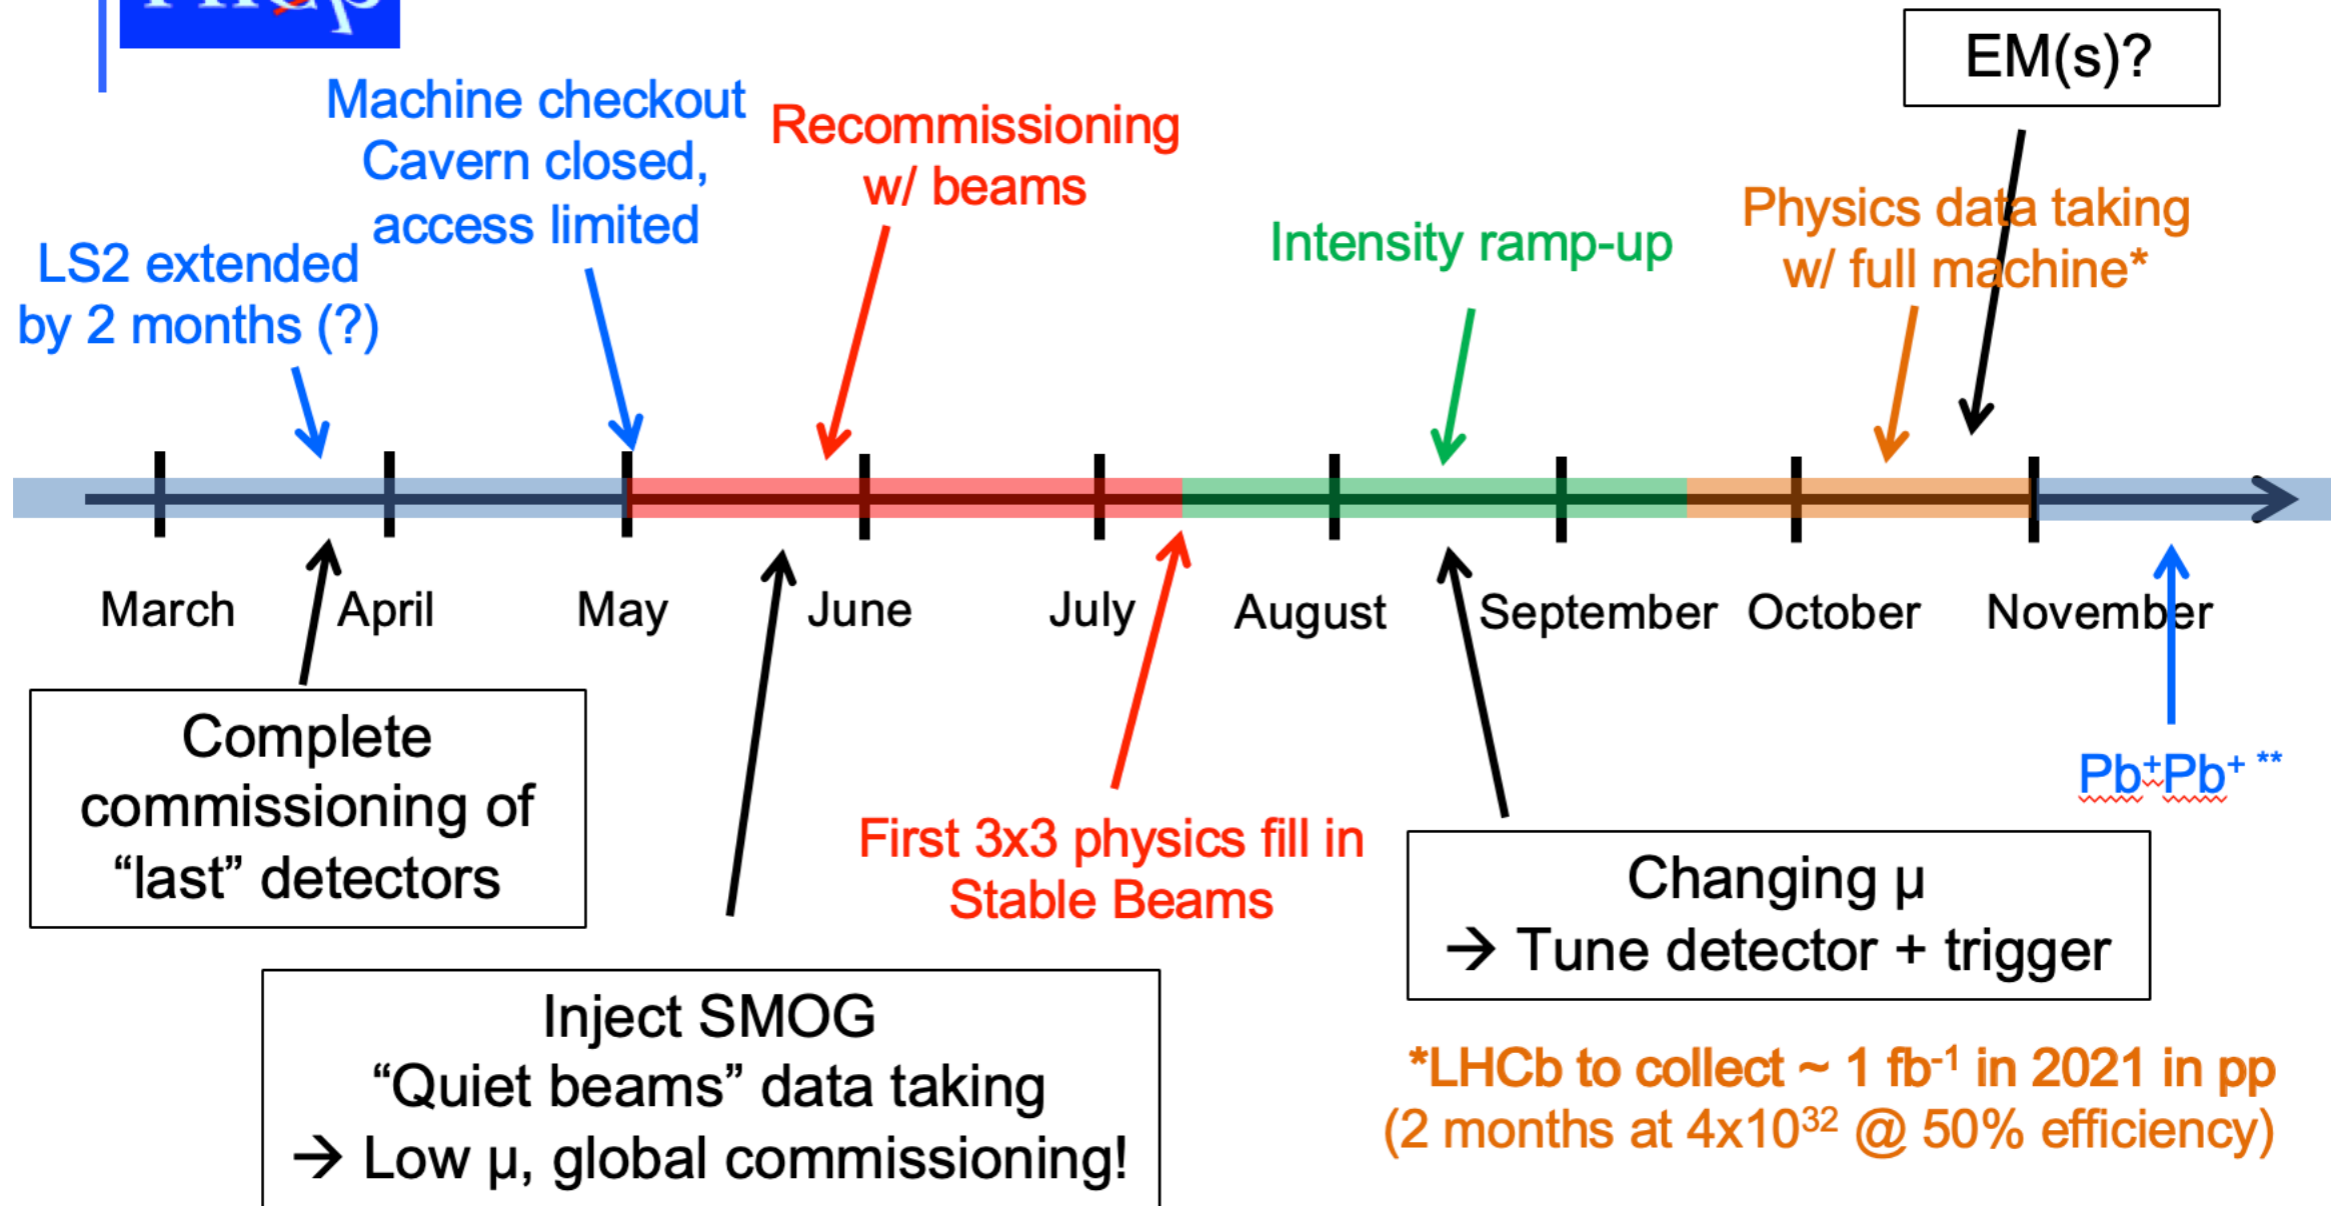 EM(s)?
Machine checkout
Cavern closed,
access limited
Recommissioning
w/ beams
Physics data taking
w/ full machine*
Intensity ramp-up
LS2 extended
by 2 months (?)
March April May June July August September October November
Complete
commissioning of
“last” detectors
Pb⁺Pb⁺ **
First 3x3 physics fill in
Stable Beams
Changing µ
→ Tune detector + trigger
Inject SMOG
“Quiet beams” data taking
→ Low µ, global commissioning!
*LHCb to collect ~ 1 fb⁻¹ in 2021 in pp
(2 months at 4x10³² @ 50% efficiency)